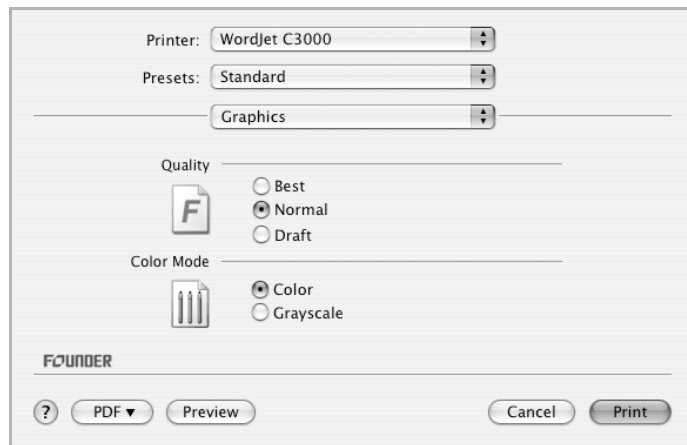 Printer: WordJet C3000
Presets: Standard
Graphics
Quality
F
Best
Normal
Draft
Color Mode
Color
Grayscale
FOUNDER
? PDF Preview Cancel Print